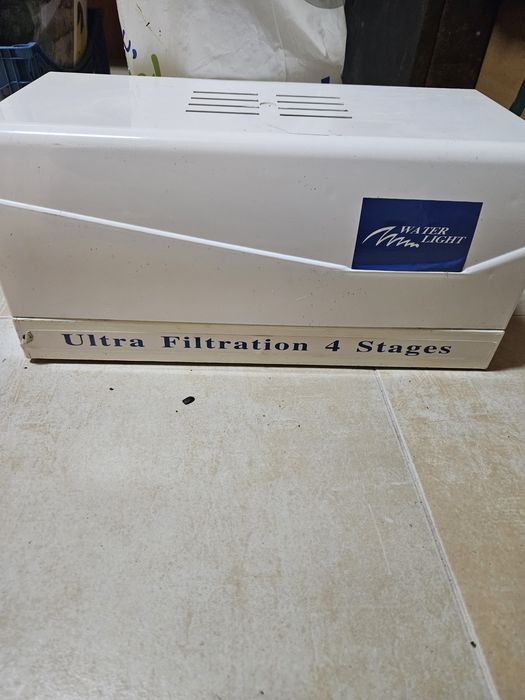 WATER
LIGHT
Ultra Filtration 4 Stages